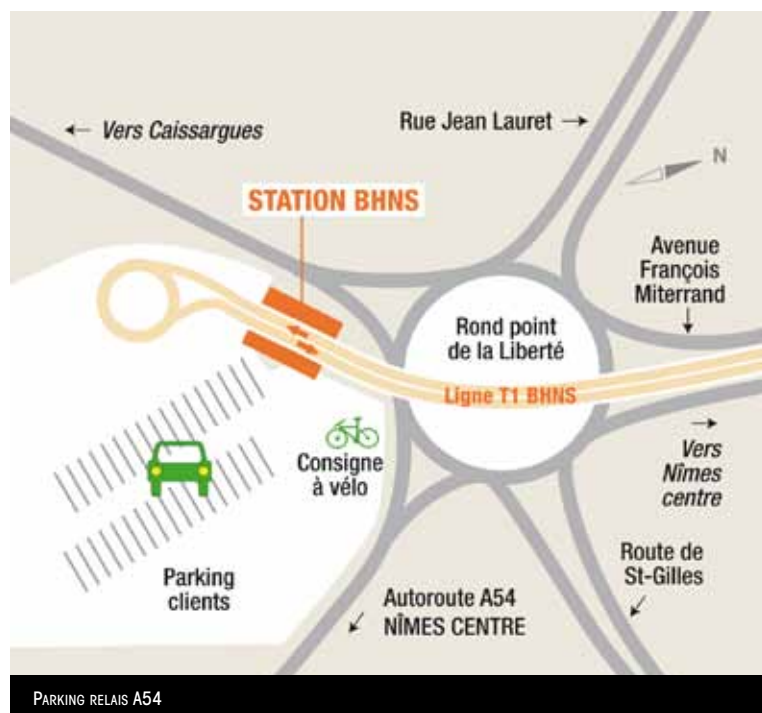 Vers Caissargues
Rue Jean Lauret
N
STATION BHNS
Avenue
François
Miterrand
Rond point
de la Liberté
Ligne T1 BHNS
Vers
Nîmes
centre
Consigne
à vélo
Route de
St-Gilles
Parking
clients
Autoroute A54
NÎMES CENTRE
PARKING RELAIS A54